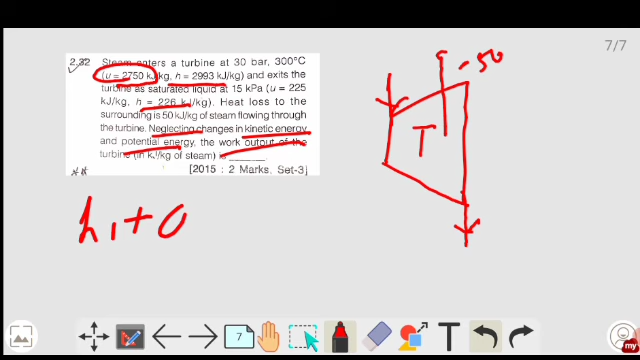 7/7
2.32 Steam enters a turbine at 30 bar, 300°C
(u = 2750 kJ/kg, h = 2993 kJ/kg) and exits the
turbine as saturated liquid at 15 kPa (u = 225
kJ/kg, h = 226 kJ/kg). Heat loss to the
surrounding is 50 kJ/kg of steam flowing through
the turbine. Neglecting changes in kinetic energy
and potential energy, the work output of the
turbine (in kJ/kg of steam) is ________
[2015 : 2 Marks, Set-3]
-50
T
h₁+0
7
T
my